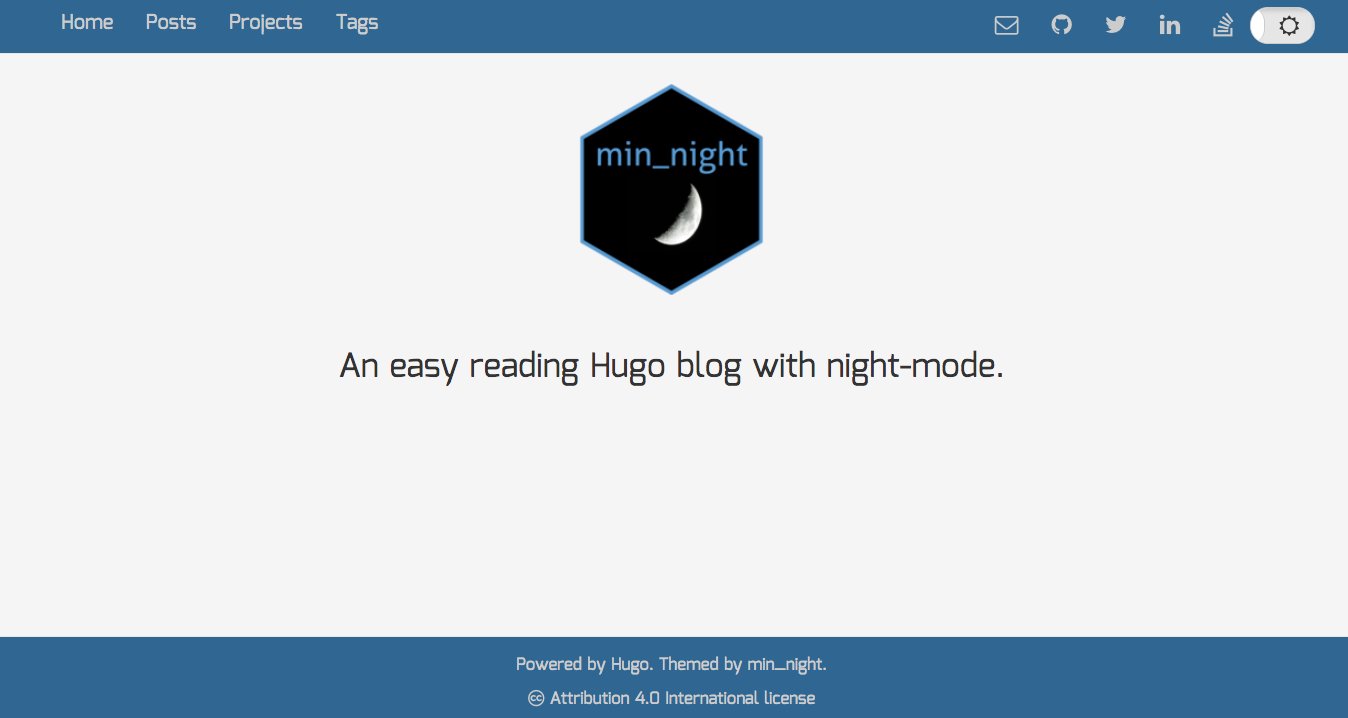 Home Posts Projects Tags
min_night
An easy reading Hugo blog with night-mode.
Powered by Hugo. Themed by min_night.
Attribution 4.0 International license